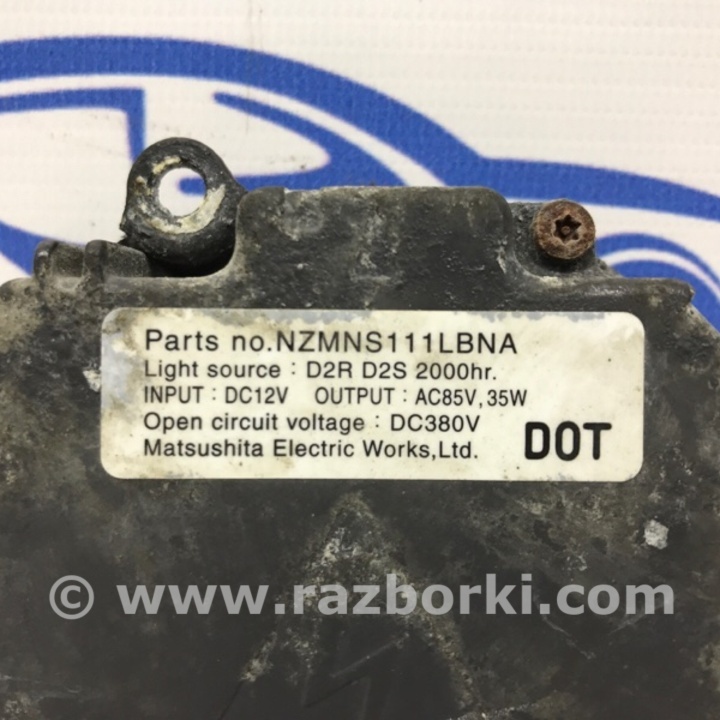 Parts no.NZMNS111LBNA
Light source : D2R D2S 2000hr.
INPUT : DC12V OUTPUT : AC85V, 35W
Open circuit voltage : DC380V
Matsushita Electric Works,Ltd.
DOT
© www.razborki.com